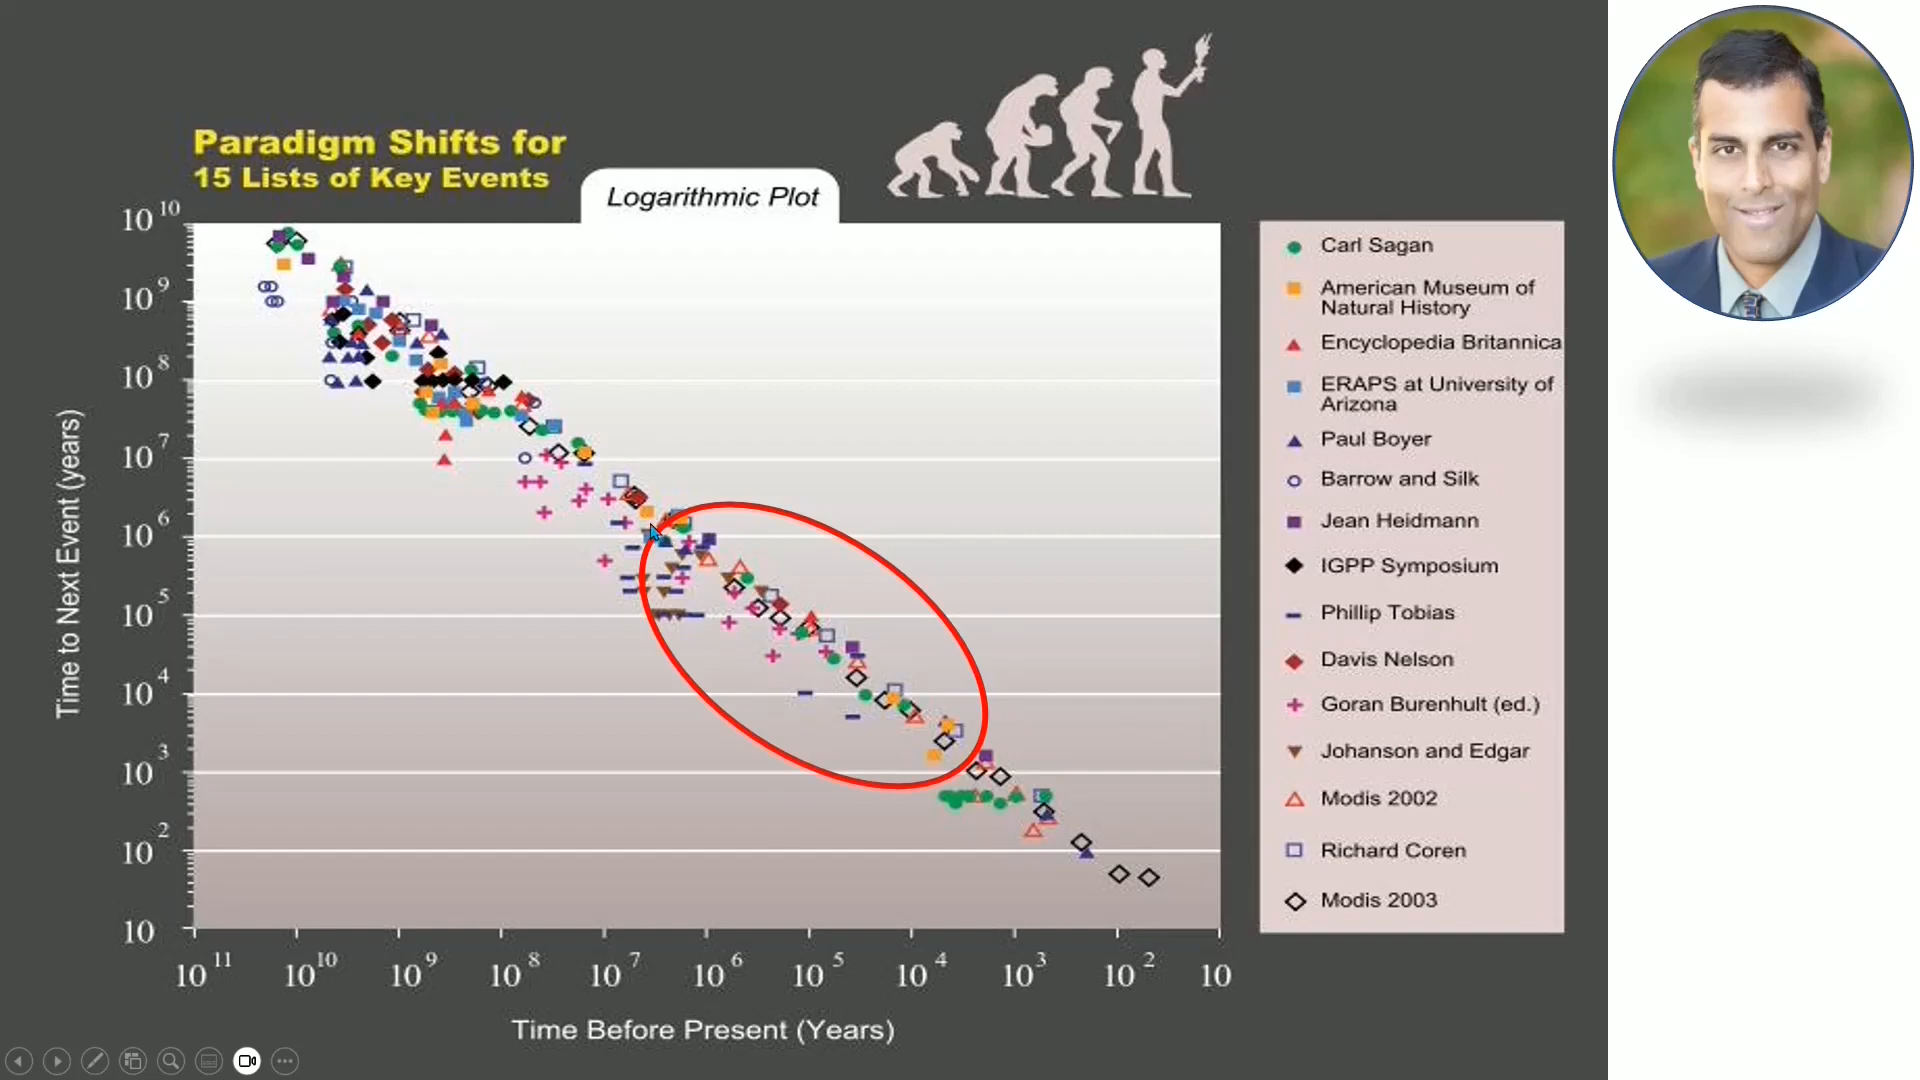 Paradigm Shifts for
15 Lists of Key Events
Logarithmic Plot
10 10
10 9
10 8
10 7
10 6
10 5
10 4
10 3
10 2
10
Time to Next Event (years)
10 11
10 10
10 9
10 8
10 7
10 6
10 5
10 4
10 3
10 2
10
Time Before Present (Years)
Carl Sagan
American Museum of
Natural History
Encyclopedia Britannica
ERAPS at University of
Arizona
Paul Boyer
Barrow and Silk
Jean Heidmann
IGPP Symposium
Phillip Tobias
Davis Nelson
Goran Burenhult (ed.)
Johanson and Edgar
Modis 2002
Richard Coren
Modis 2003